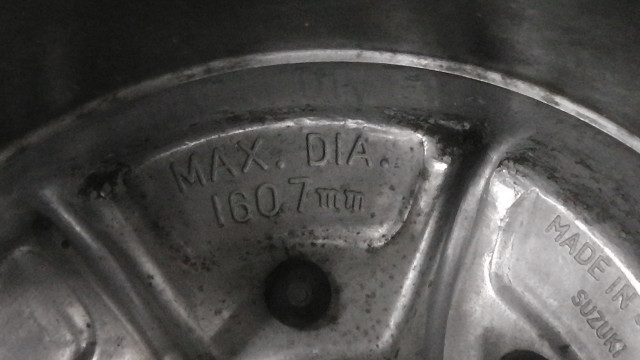 MAX. DIA.
160.7mm
MADE IN
SUZUKI